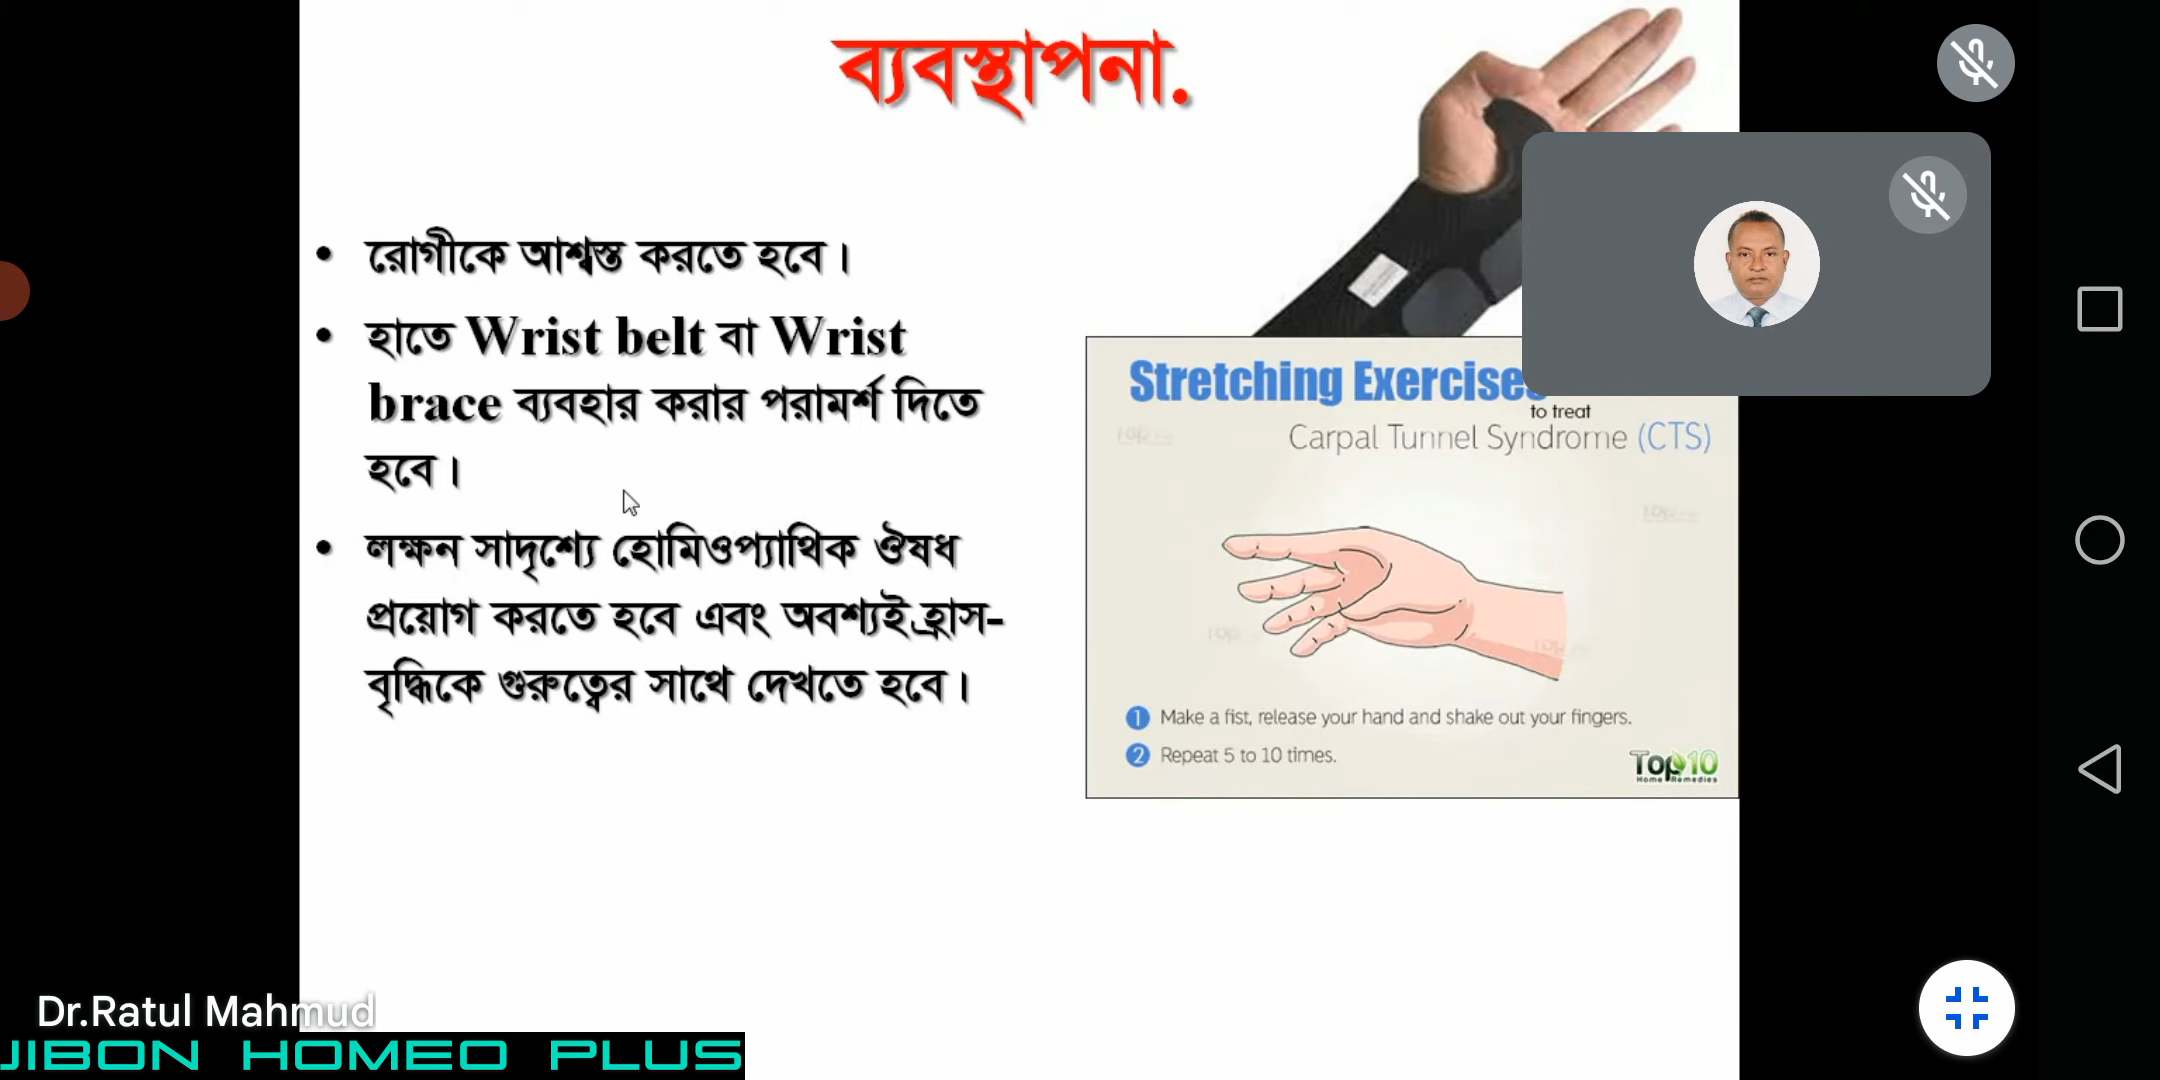 ব্যবস্থাপনা.
• রোগীকে আশ্বস্ত করতে হবে।
• হাতে Wrist belt বা Wrist
brace ব্যবহার করার পরামর্শ দিতে
হবে।
• লক্ষন সাদৃশ্যে হোমিওপ্যাথিক ঔষধ
প্রয়োগ করতে হবে এবং অবশ্যই হ্রাস-
বৃদ্ধিকে গুরুত্বের সাথে দেখতে হবে।
Stretching Exercises
to treat
Carpal Tunnel Syndrome (CTS)
1 Make a fist, release your hand and shake out your fingers.
2 Repeat 5 to 10 times.
Top10
Home Remedies
Dr.Ratul Mahmud
JIBON HOMEO PLUS